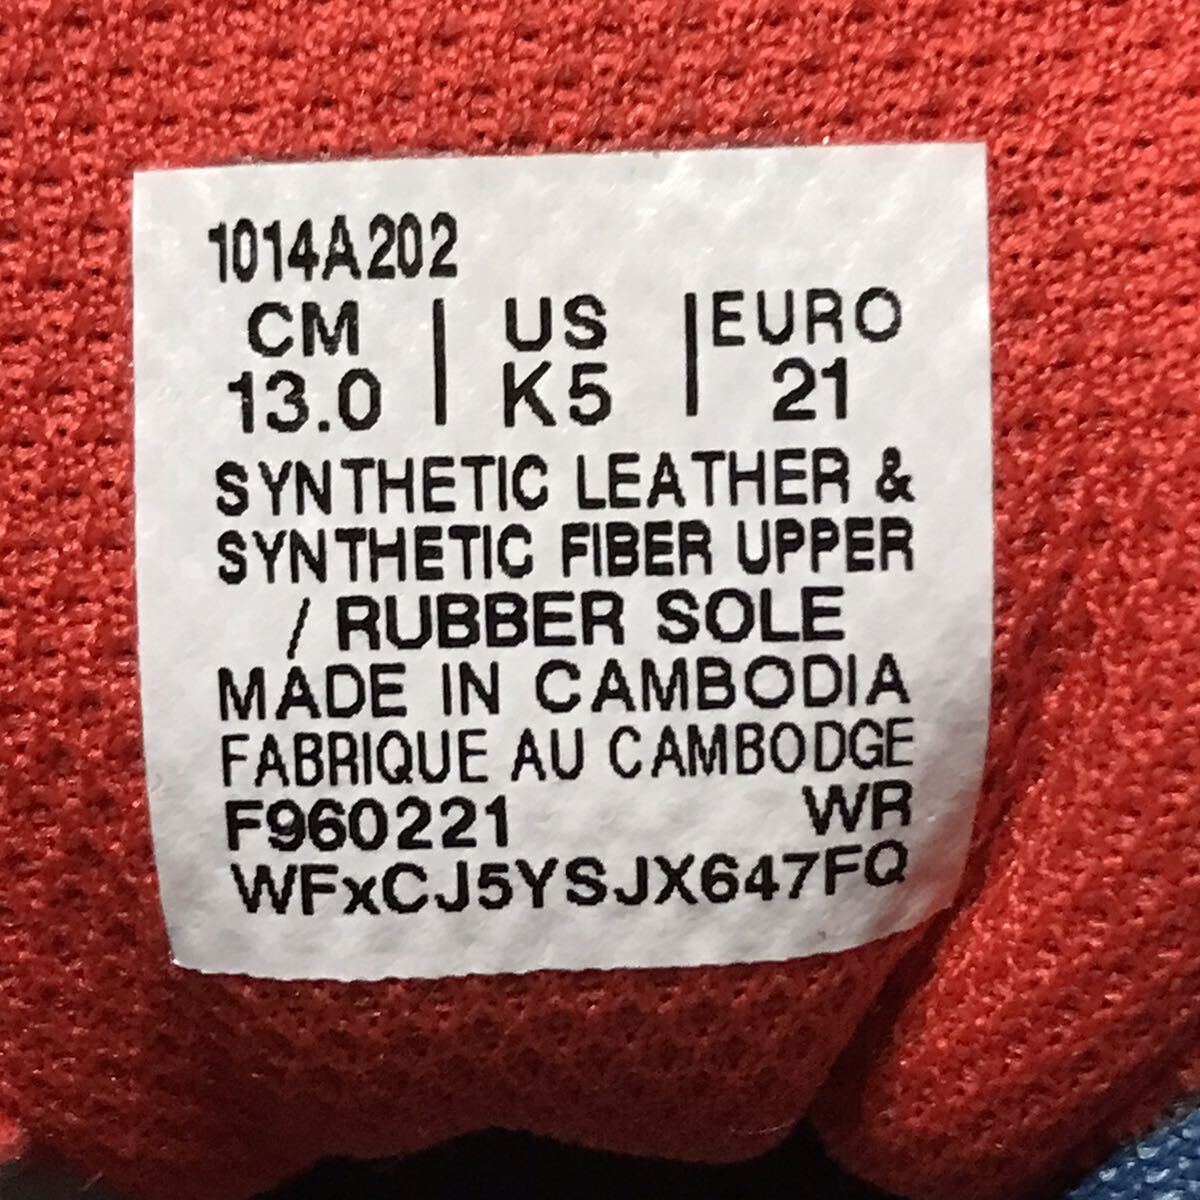 1014A202
CM | US | EURO
13.0 | K5 | 21
SYNTHETIC LEATHER &
SYNTHETIC FIBER UPPER
/ RUBBER SOLE
MADE IN CAMBODIA
FABRIQUE AU CAMBODGE
F960221 WR
WFxCJ5YSJX647FQ